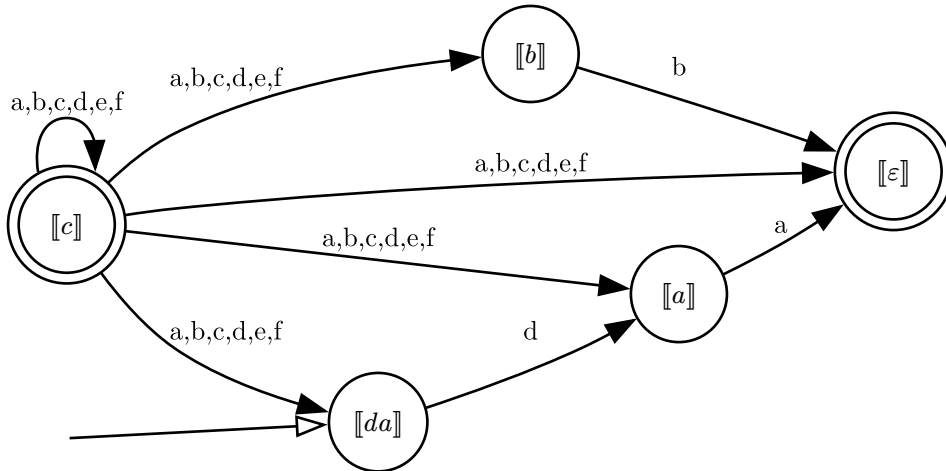 ⟦b⟧
b
a,b,c,d,e,f
a,b,c,d,e,f
a,b,c,d,e,f
⟦ε⟧
⟦c⟧
a
a,b,c,d,e,f
⟦a⟧
a,b,c,d,e,f
d
⟦da⟧